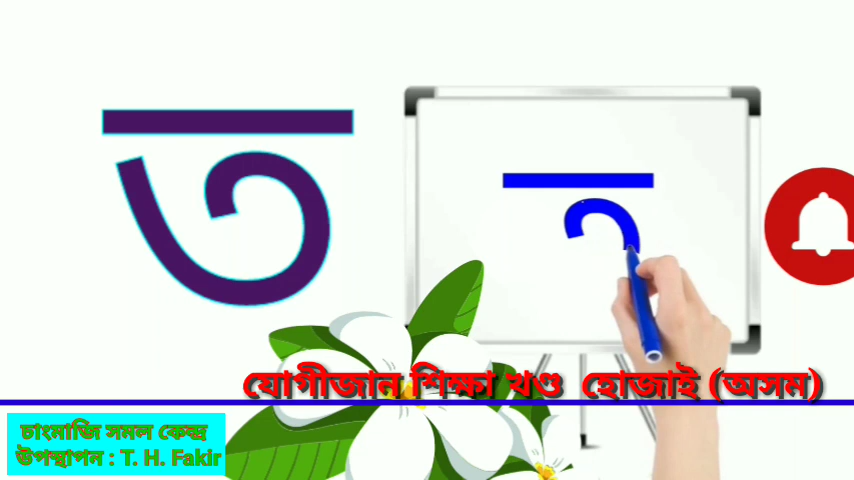 ত
যোগীজান শিক্ষা খণ্ড হোজাই (অসম)
চাংমাজি সমল কেন্দ্ৰ
উপস্থাপন : T. H. Fakir